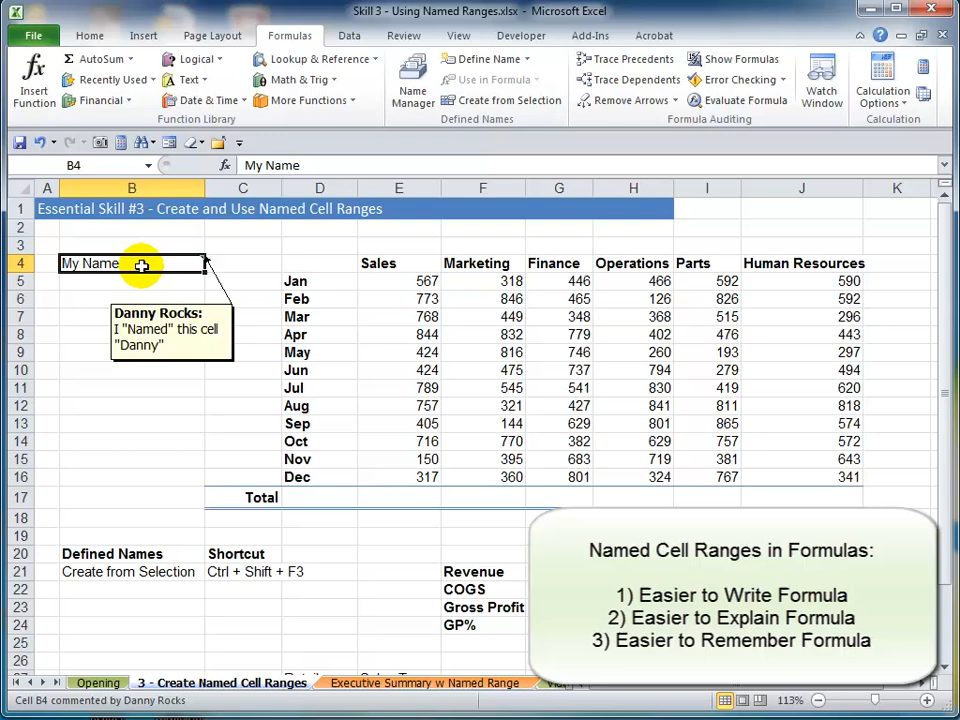 Skill 3 - Using Named Ranges.xlsx - Microsoft Excel
File Home Insert Page Layout Formulas Data Review View Developer Add-Ins Acrobat
Insert Function
Σ AutoSum
Recently Used
Financial
Logical
Text
Date & Time
Lookup & Reference
Math & Trig
More Functions
Function Library
Name Manager
Define Name
Use in Formula
Create from Selection
Defined Names
Trace Precedents
Trace Dependents
Remove Arrows
Show Formulas
Error Checking
Evaluate Formula
Formula Auditing
Watch Window
Calculation Options
Calculation
B4 fx My Name
A B C D E F G H I J K
1 Essential Skill #3 - Create and Use Named Cell Ranges
2
3
4 My Name Sales Marketing Finance Operations Parts Human Resources
5 Jan 567 318 446 466 592 590
6 Feb 773 846 465 126 826 592
7 Mar 768 449 348 368 515 296
8 Apr 844 832 779 402 476 443
9 May 424 816 746 260 193 297
10 Jun 424 475 737 794 279 494
11 Jul 789 545 541 830 419 620
12 Aug 757 321 427 841 811 818
13 Sep 405 144 629 801 865 574
14 Oct 716 770 382 629 757 572
15 Nov 150 395 683 719 381 643
16 Dec 317 360 801 324 767 341
17 Total
18
19
20 Defined Names Shortcut
21 Create from Selection Ctrl + Shift + F3 Revenue
22 COGS
23 Gross Profit
24 GP%
25
26
Danny Rocks:
I "Named" this cell
"Danny"
Named Cell Ranges in Formulas:
1) Easier to Write Formula
2) Easier to Explain Formula
3) Easier to Remember Formula
Opening 3 - Create Named Cell Ranges Executive Summary w Named Range
Cell B4 commented by Danny Rocks 113%